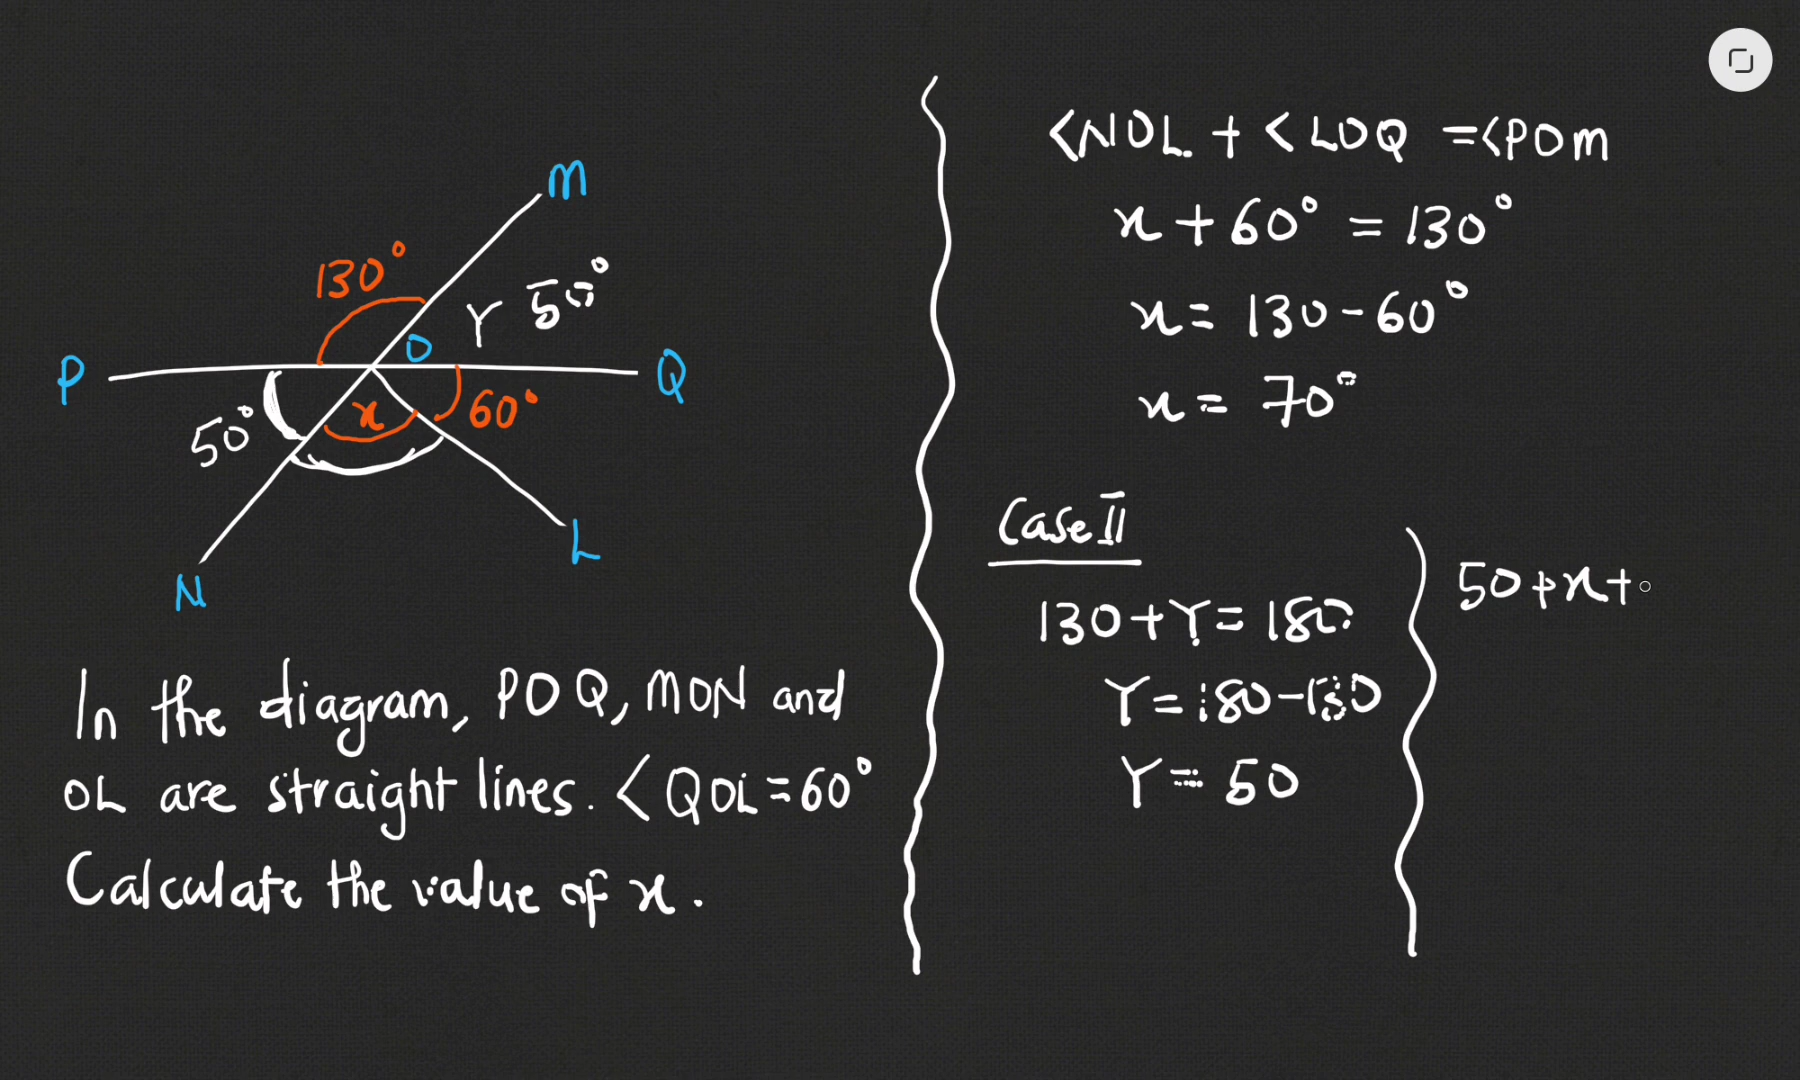 M
130°
Y 50°
O
P
Q
50°
x
60°
L
N
In the diagram, POQ, MON and
OL are straight lines. <QOL=60°
Calculate the value of x.
<NOL + <LOQ =<POM
x+60° = 130°
x= 130-60°
x= 70°
Case II
130+Y=180
Y=180-130
Y= 50
50+x+